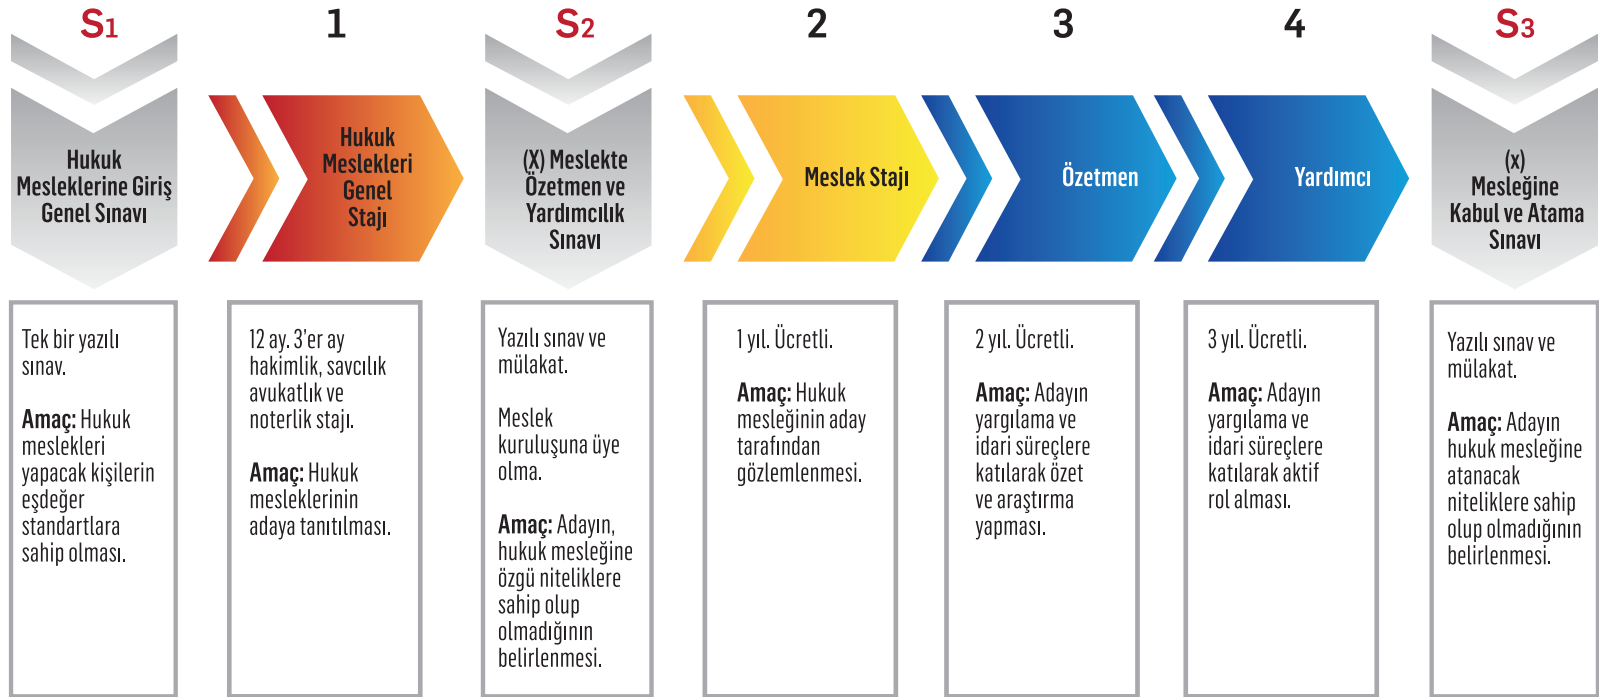 S1
1
S2
2
3
4
S3
Hukuk
Mesleklerine Giriş
Genel Sınavı
Hukuk
Meslekleri
Genel
Stajı
(X) Meslekte
Özetmen ve
Yardımcılık
Sınavı
Meslek Stajı
Özetmen
Yardımcı
(x)
Mesleğine
Kabul ve Atama
Sınavı
Tek bir yazılı
sınav.
Amaç: Hukuk
meslekleri
yapacak kişilerin
eşdeğer
standartlara
sahip olması.
12 ay. 3’er ay
hakimlik, savcılık
avukatlık ve
noterlik stajı.
Amaç: Hukuk
mesleklerinin
adaya tanıtılması.
Yazılı sınav ve
mülakat.
Meslek
kuruluşuna üye
olma.
Amaç: Adayın,
hukuk mesleğine
özgü niteliklere
sahip olup
olmadığının
belirlenmesi.
1 yıl. Ücretli.
Amaç: Hukuk
mesleğinin aday
tarafından
gözlemlenmesi.
2 yıl. Ücretli.
Amaç: Adayın
yargılama ve
idari süreçlere
katılarak özet
ve araştırma
yapması.
3 yıl. Ücretli.
Amaç: Adayın
yargılama ve
idari süreçlere
katılarak aktif
rol alması.
Yazılı sınav ve
mülakat.
Amaç: Adayın
hukuk mesleğine
atanacak
niteliklere sahip
olup olmadığının
belirlenmesi.